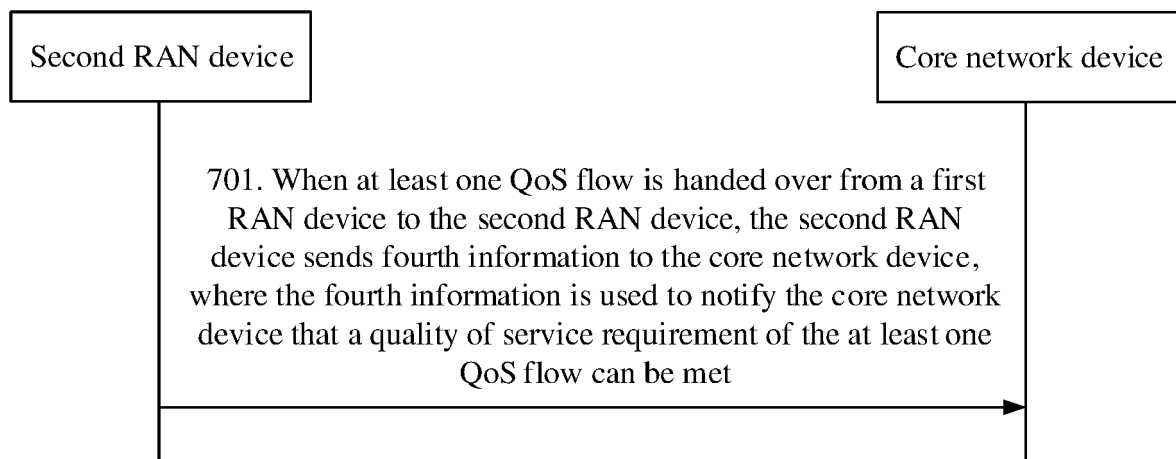 Second RAN device
Core network device
701. When at least one QoS flow is handed over from a first
RAN device to the second RAN device, the second RAN
device sends fourth information to the core network device,
where the fourth information is used to notify the core network
device that a quality of service requirement of the at least one
QoS flow can be met